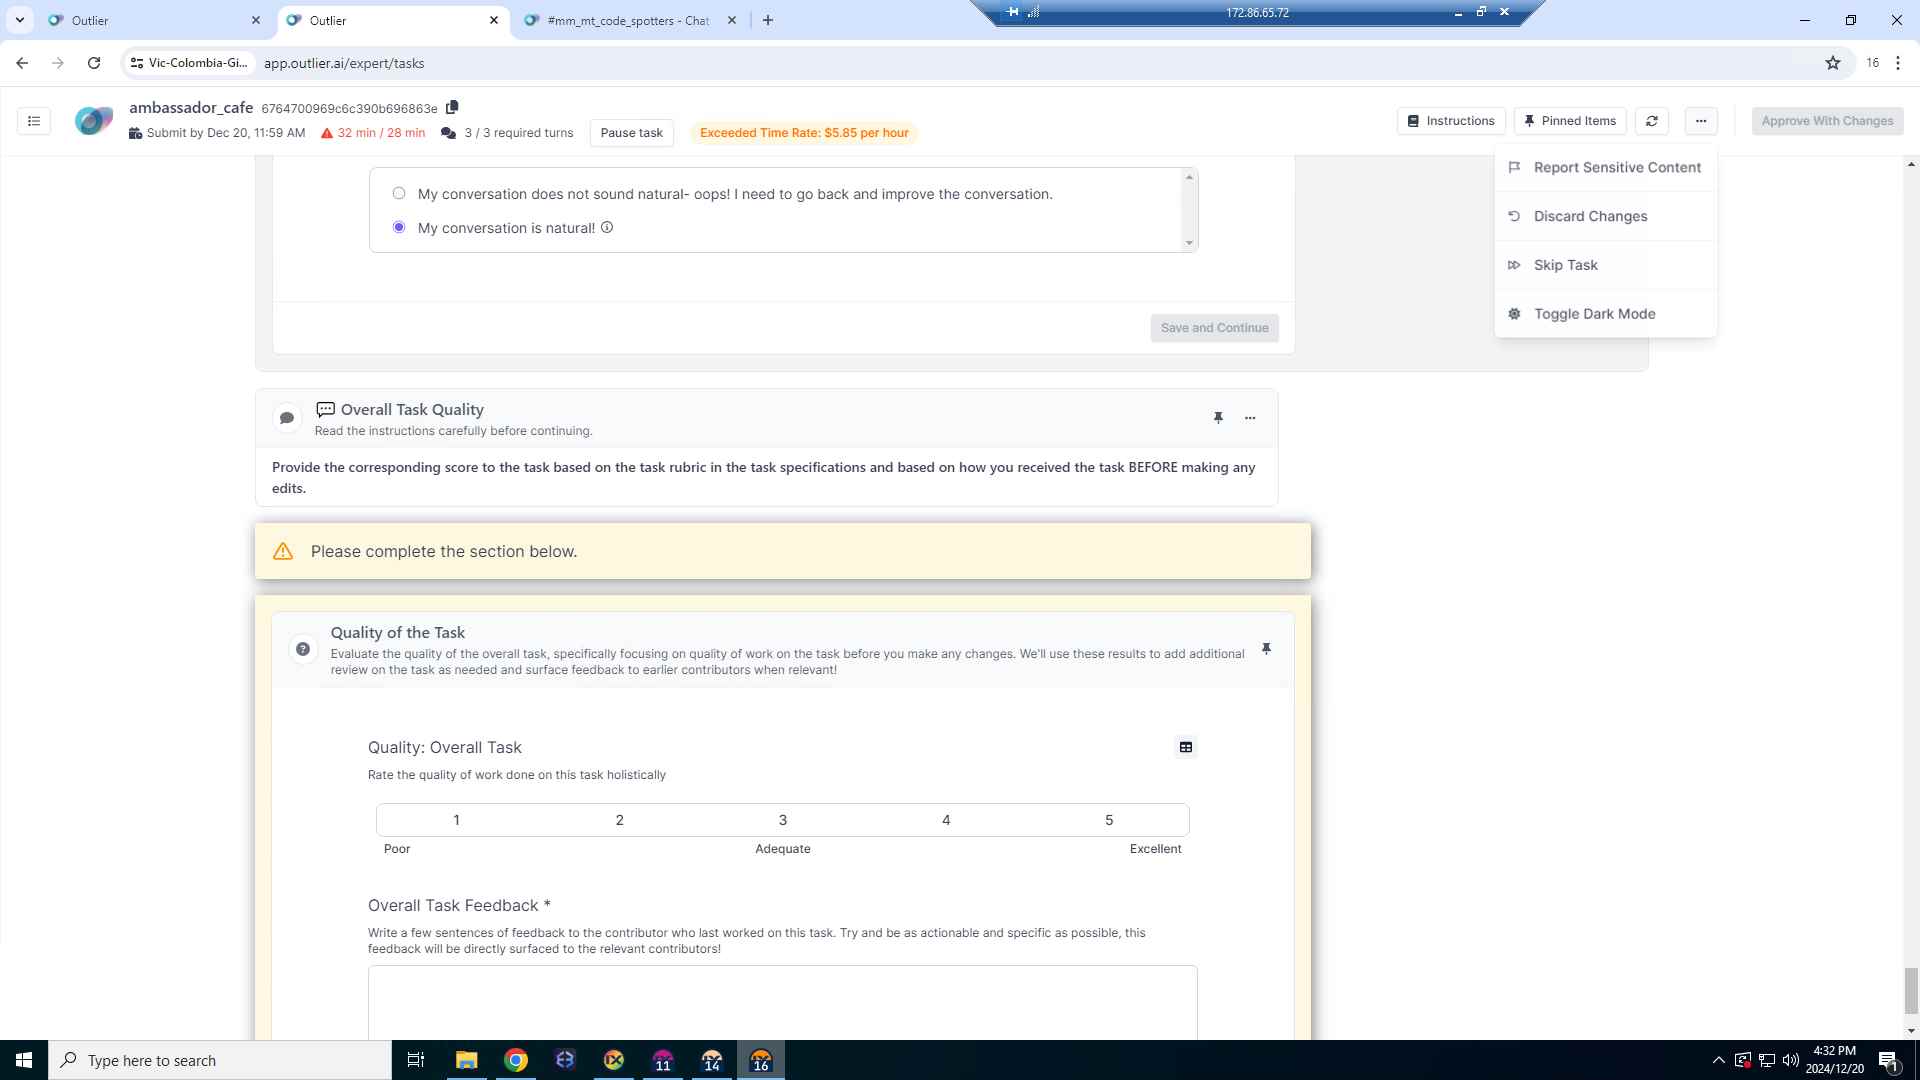 Outlier
Outlier
#mm_mt_code_spotters - Chat
172.86.65.72
Vic-Colombia-Gi...
app.outlier.ai/expert/tasks
16
ambassador_cafe 6764700969c6c390b696863e
Submit by Dec 20, 11:59 AM
32 min / 28 min
3 / 3 required turns
Pause task
Exceeded Time Rate: $5.85 per hour
Instructions
Pinned Items
Approve With Changes
Report Sensitive Content
Discard Changes
Skip Task
Toggle Dark Mode
My conversation does not sound natural- oops! I need to go back and improve the conversation.
My conversation is natural!
Save and Continue
Overall Task Quality
Read the instructions carefully before continuing.
Provide the corresponding score to the task based on the task rubric in the task specifications and based on how you received the task BEFORE making any
edits.
Please complete the section below.
Quality of the Task
Evaluate the quality of the overall task, specifically focusing on quality of work on the task before you make any changes. We'll use these results to add additional
review on the task as needed and surface feedback to earlier contributors when relevant!
Quality: Overall Task
Rate the quality of work done on this task holistically
1 2 3 4 5
Poor Adequate Excellent
Overall Task Feedback *
Write a few sentences of feedback to the contributor who last worked on this task. Try and be as actionable and specific as possible, this
feedback will be directly surfaced to the relevant contributors!
Type here to search
11
14
16
4:32 PM
2024/12/20
1